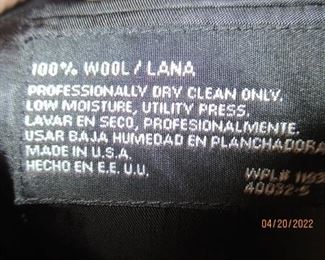 100% WOOL / LANA
PROFESSIONALLY DRY CLEAN ONLY.
LOW MOISTURE, UTILITY PRESS.
LAVAR EN SECO, PROFESIONALMENTE.
USAR BAJA HUMEDAD EN PLANCHADORA
MADE IN U.S.A.
HECHO EN E.E. U.U.
WPL#
40032-5
04/20/2022